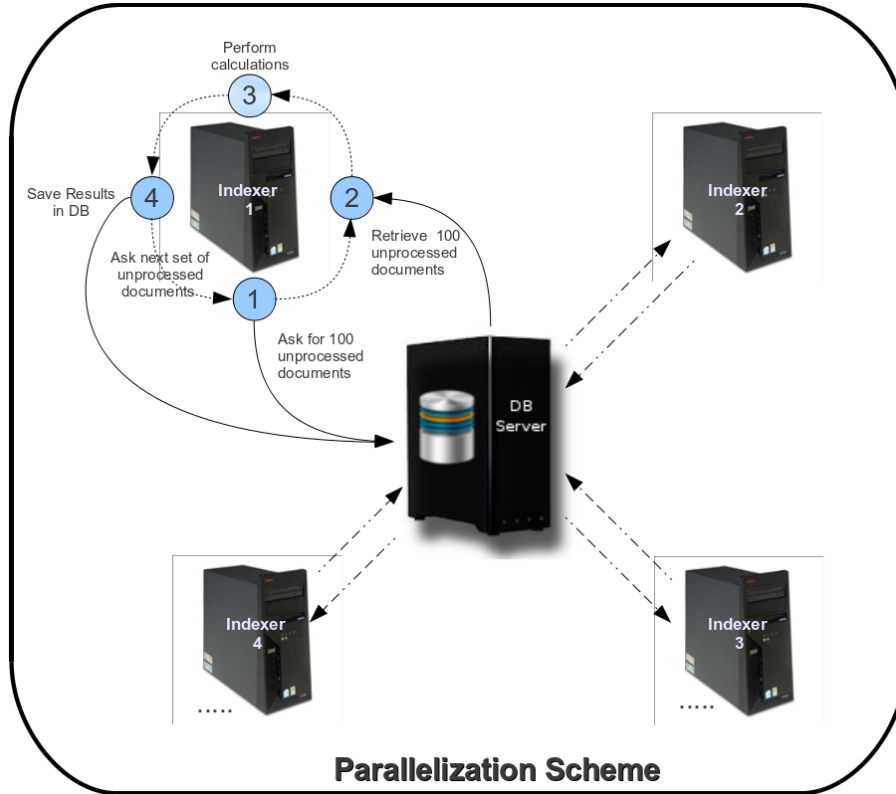 Perform
calculations
3
Save Results
in DB
4
Indexer
1
2
Retrieve 100
unprocessed
documents
Ask next set of
unprocessed
documents
1
Ask for 100
unprocessed
documents
Indexer
2
DB
Server
Indexer
4
.....
Indexer
3
.....
Parallelization Scheme